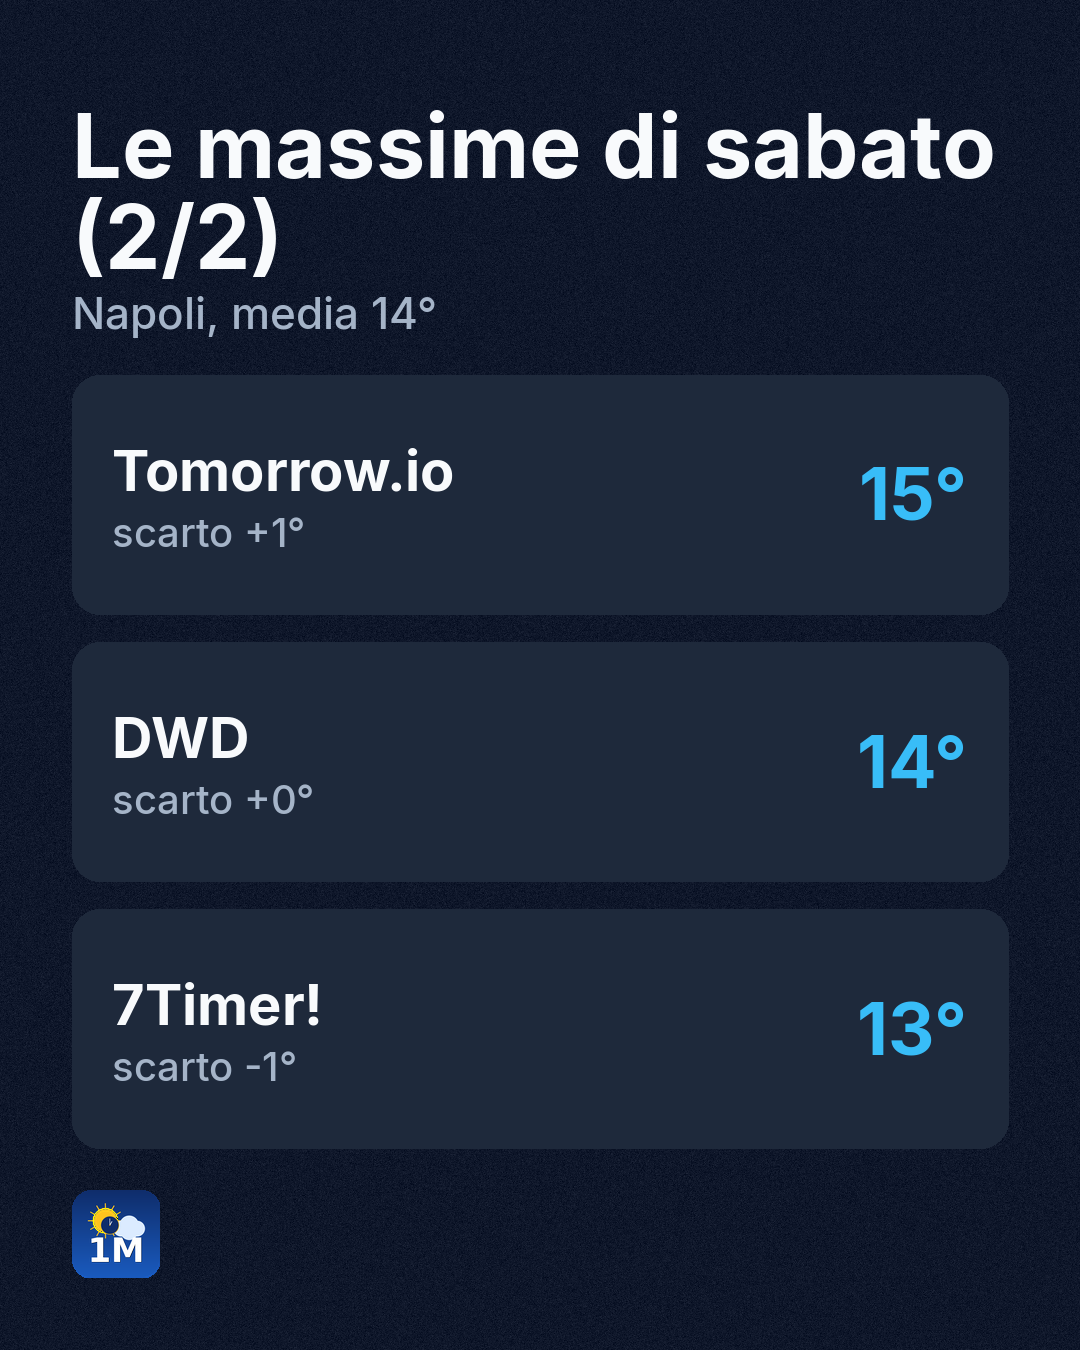 Le massime di sabato
(2/2)
Napoli, media 14°
Tomorrow.io
scarto +1°
15°
DWD
scarto +0°
14°
7Timer!
scarto -1°
13°
1M